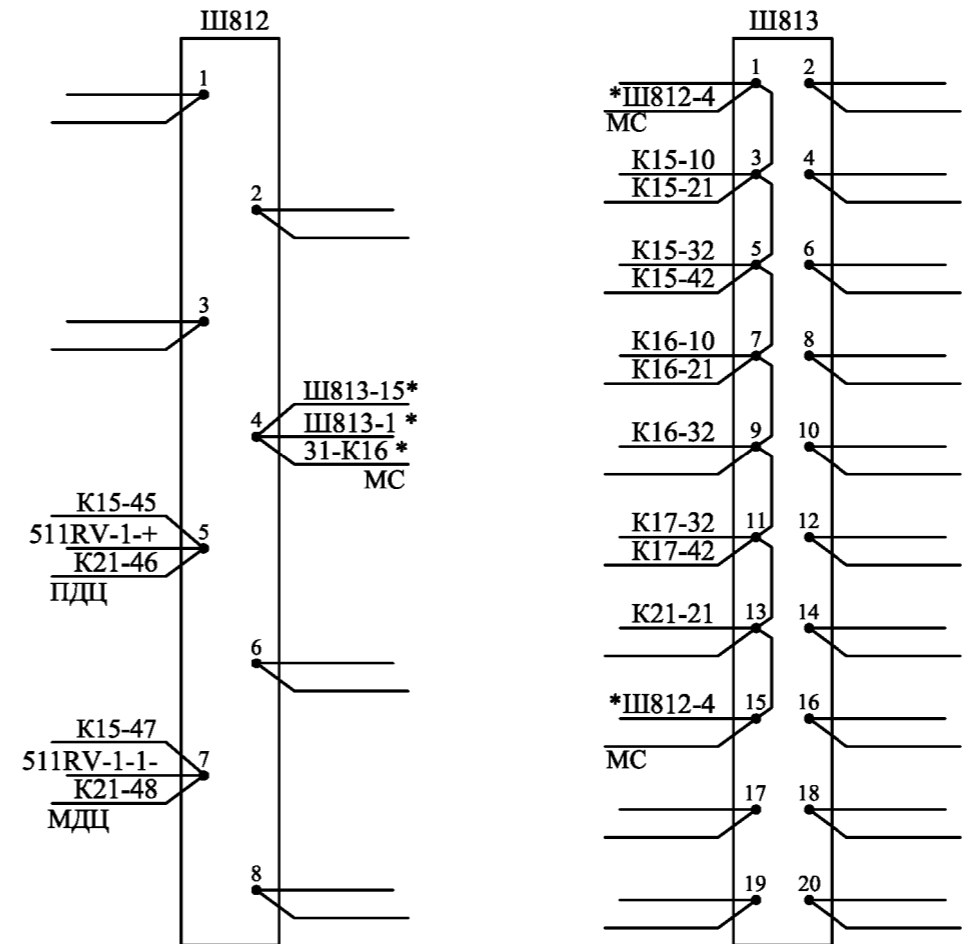 Ш812
1
2
3
Ш813-15*
4
Ш813-1 *
31-К16 *
МС
К15-45
511RV-1-+
5
К21-46
ПДЦ
6
К15-47
511RV-1-1-
7
К21-48
МДЦ
8
Ш813
1 2
*Ш812-4
МС
К15-10 3 4
К15-21
К15-32 5 6
К15-42
К16-10 7 8
К16-21
К16-32 9 10
К17-32 11 12
К17-42
К21-21 13 14
*Ш812-4 15 16
МС
17 18
19 20